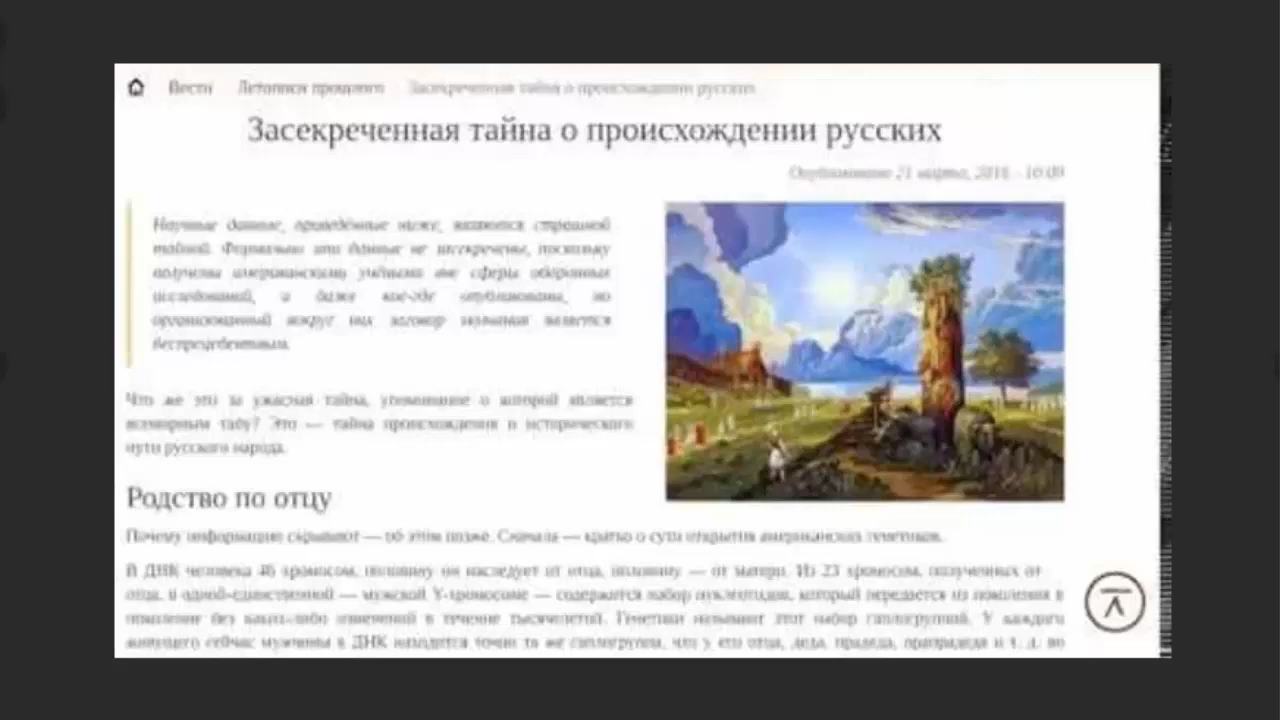 Вести Летописи прошлого Засекреченная тайна о происхождении русских
Засекреченная тайна о происхождении русских
Опубликовано 21 марта, 2016 - 10:09
Научные данные, приведённые ниже, являются страшной
тайной. Формально эти данные не засекречены, поскольку
получены американскими учёными вне сферы оборонных
исследований, и даже кое-где опубликованы, но
организованный вокруг них заговор молчания является
беспрецедентным.
Что же это за ужасная тайна, упоминание о которой является
всемирным табу? Это — тайна происхождения и исторического
пути русского народа.
Родство по отцу
Почему информацию скрывают — об этом позже. Сначала — кратко о сути открытия американских генетиков.
В ДНК человека 46 хромосом, половину он наследует от отца, половину — от матери. Из 23 хромосом, полученных от
отца, в одной-единственной — мужской Y-хромосоме — содержится набор нуклеотидов, который передаётся из поколения в
поколение без каких-либо изменений в течение тысячелетий. Генетики называют этот набор гаплогруппой. У каждого
живущего сейчас мужчины в ДНК находится точно та же гаплогруппа, что у его отца, деда, прадеда, прапрадеда и т. д. во